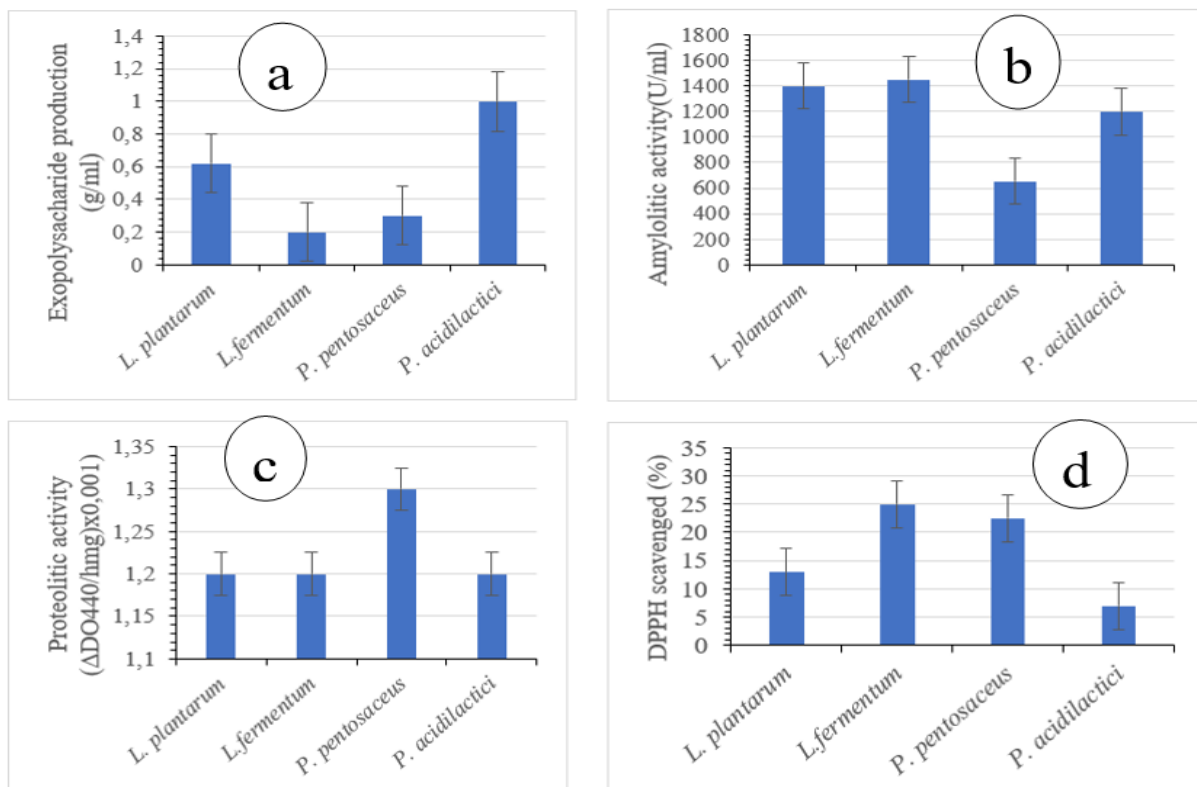 a
Exopolysacharide production
(g/ml)
1,4
1,2
1
0,8
0,6
0,4
0,2
0
L. plantarum
L.fermentum
P. pentosaceus
P. acidilactici
b
Amylolitic activity(U/ml)
1800
1600
1400
1200
1000
800
600
400
200
0
L. plantarum
L.fermentum
P. pentosaceus
P. acidilactici
c
Proteolitic activity
(ΔDO440/hmg)x0,001)
1,35
1,3
1,25
1,2
1,15
1,1
L. plantarum
L.fermentum
P. pentosaceus
P. acidilactici
d
DPPH scavenged (%)
35
30
25
20
15
10
5
0
L. plantarum
L.fermentum
P. pentosaceus
P. acidilactici